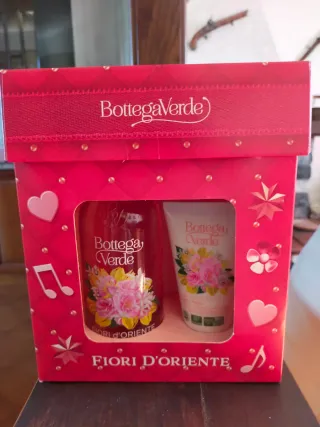 BottegaVerde
Bottega
Verde
FIORI D'ORIENTE
Bottega
Verde
FIORI D'ORIENTE